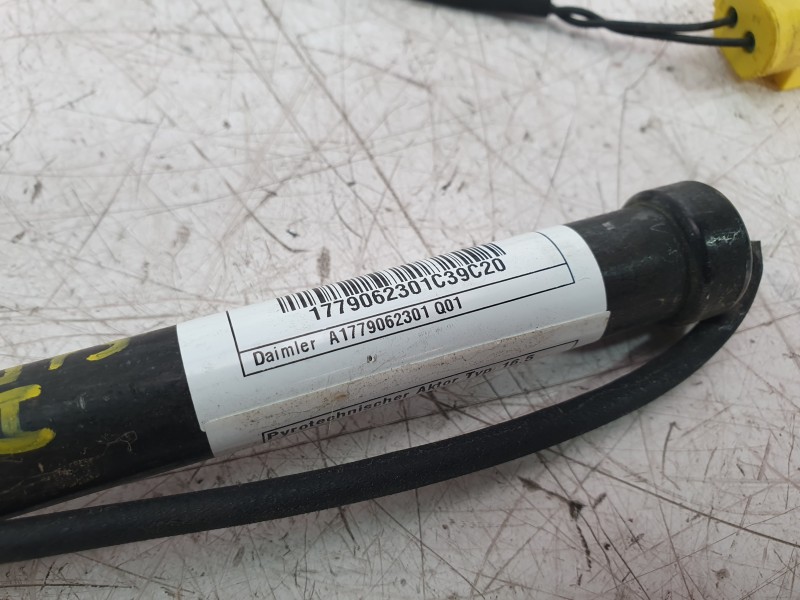 1779062301C39C20
Daimler A1779062301 Q01
Pyrotechnischer Aktor Typ 16.5